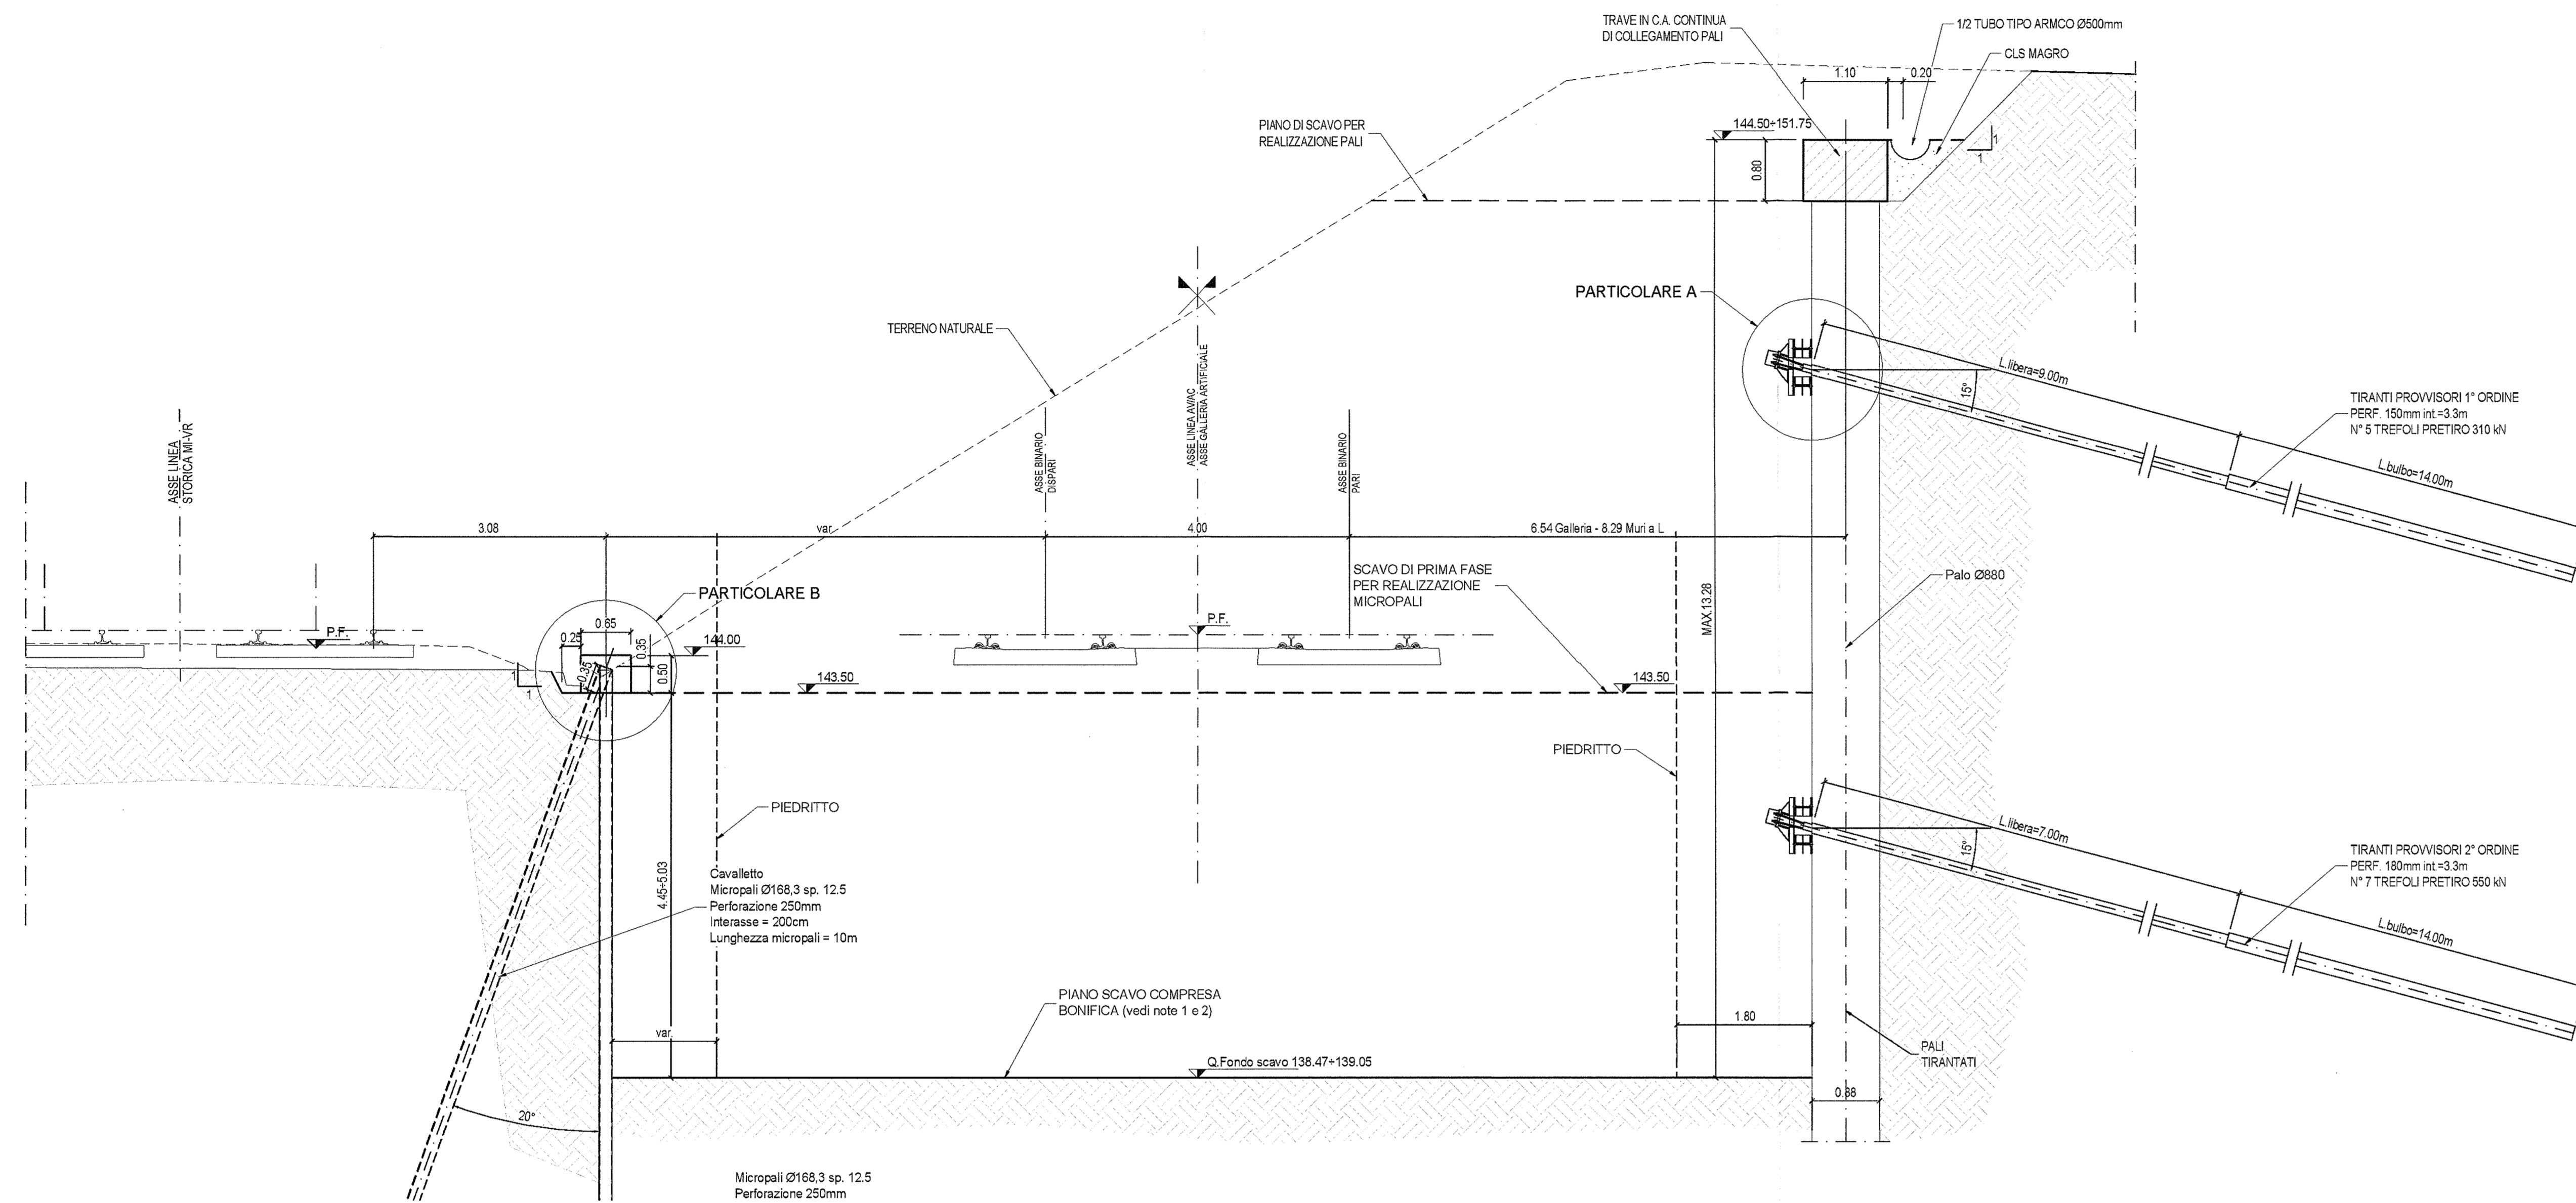 TRAVE IN C.A. CONTINUA
DI COLLEGAMENTO PALI
1/2 TUBO TIPO ARMCO Ø500mm
CLS MAGRO
1.10
0.20
PIANO DI SCAVO PER
REALIZZAZIONE PALI
144.50÷151.75
1
1
0.80
PARTICOLARE A
TERRENO NATURALE
ASSE LINEA AV/AC
ASSE GALLERIA ARTIFICIALE
L.libera=9.00m
15°
TIRANTI PROVVISORI 1° ORDINE
PERF. 150mm int.=3.3m
N° 5 TREFOLI PRETIRO 310 kN
L.bulbo=14.00m
ASSE LINEA
STORICA MI-VR
ASSE BINARIO
DISPARI
ASSE BINARIO
PARI
3.08
var.
4.00
6.54 Galleria - 8.29 Muri a L
SCAVO DI PRIMA FASE
PER REALIZZAZIONE
MICROPALI
Palo Ø880
PARTICOLARE B
MAX.13.28
P.F.
P.F.
0.65
0.25
0.35
144.00
0.35
0.50
1
1
143.50
143.50
PIEDRITTO
PIEDRITTO
L.libera=7.00m
15°
TIRANTI PROVVISORI 2° ORDINE
PERF. 180mm int.=3.3m
N° 7 TREFOLI PRETIRO 550 kN
L.bulbo=14.00m
4.45÷5.03
Cavalletto
Micropali Ø168,3 sp. 12.5
Perforazione 250mm
Interasse = 200cm
Lunghezza micropali = 10m
PIANO SCAVO COMPRESA
BONIFICA (vedi note 1 e 2)
var.
1.80
PALI
TIRANTATI
Q.Fondo scavo 138.47÷139.05
0.88
20°
Micropali Ø168,3 sp. 12.5
Perforazione 250mm